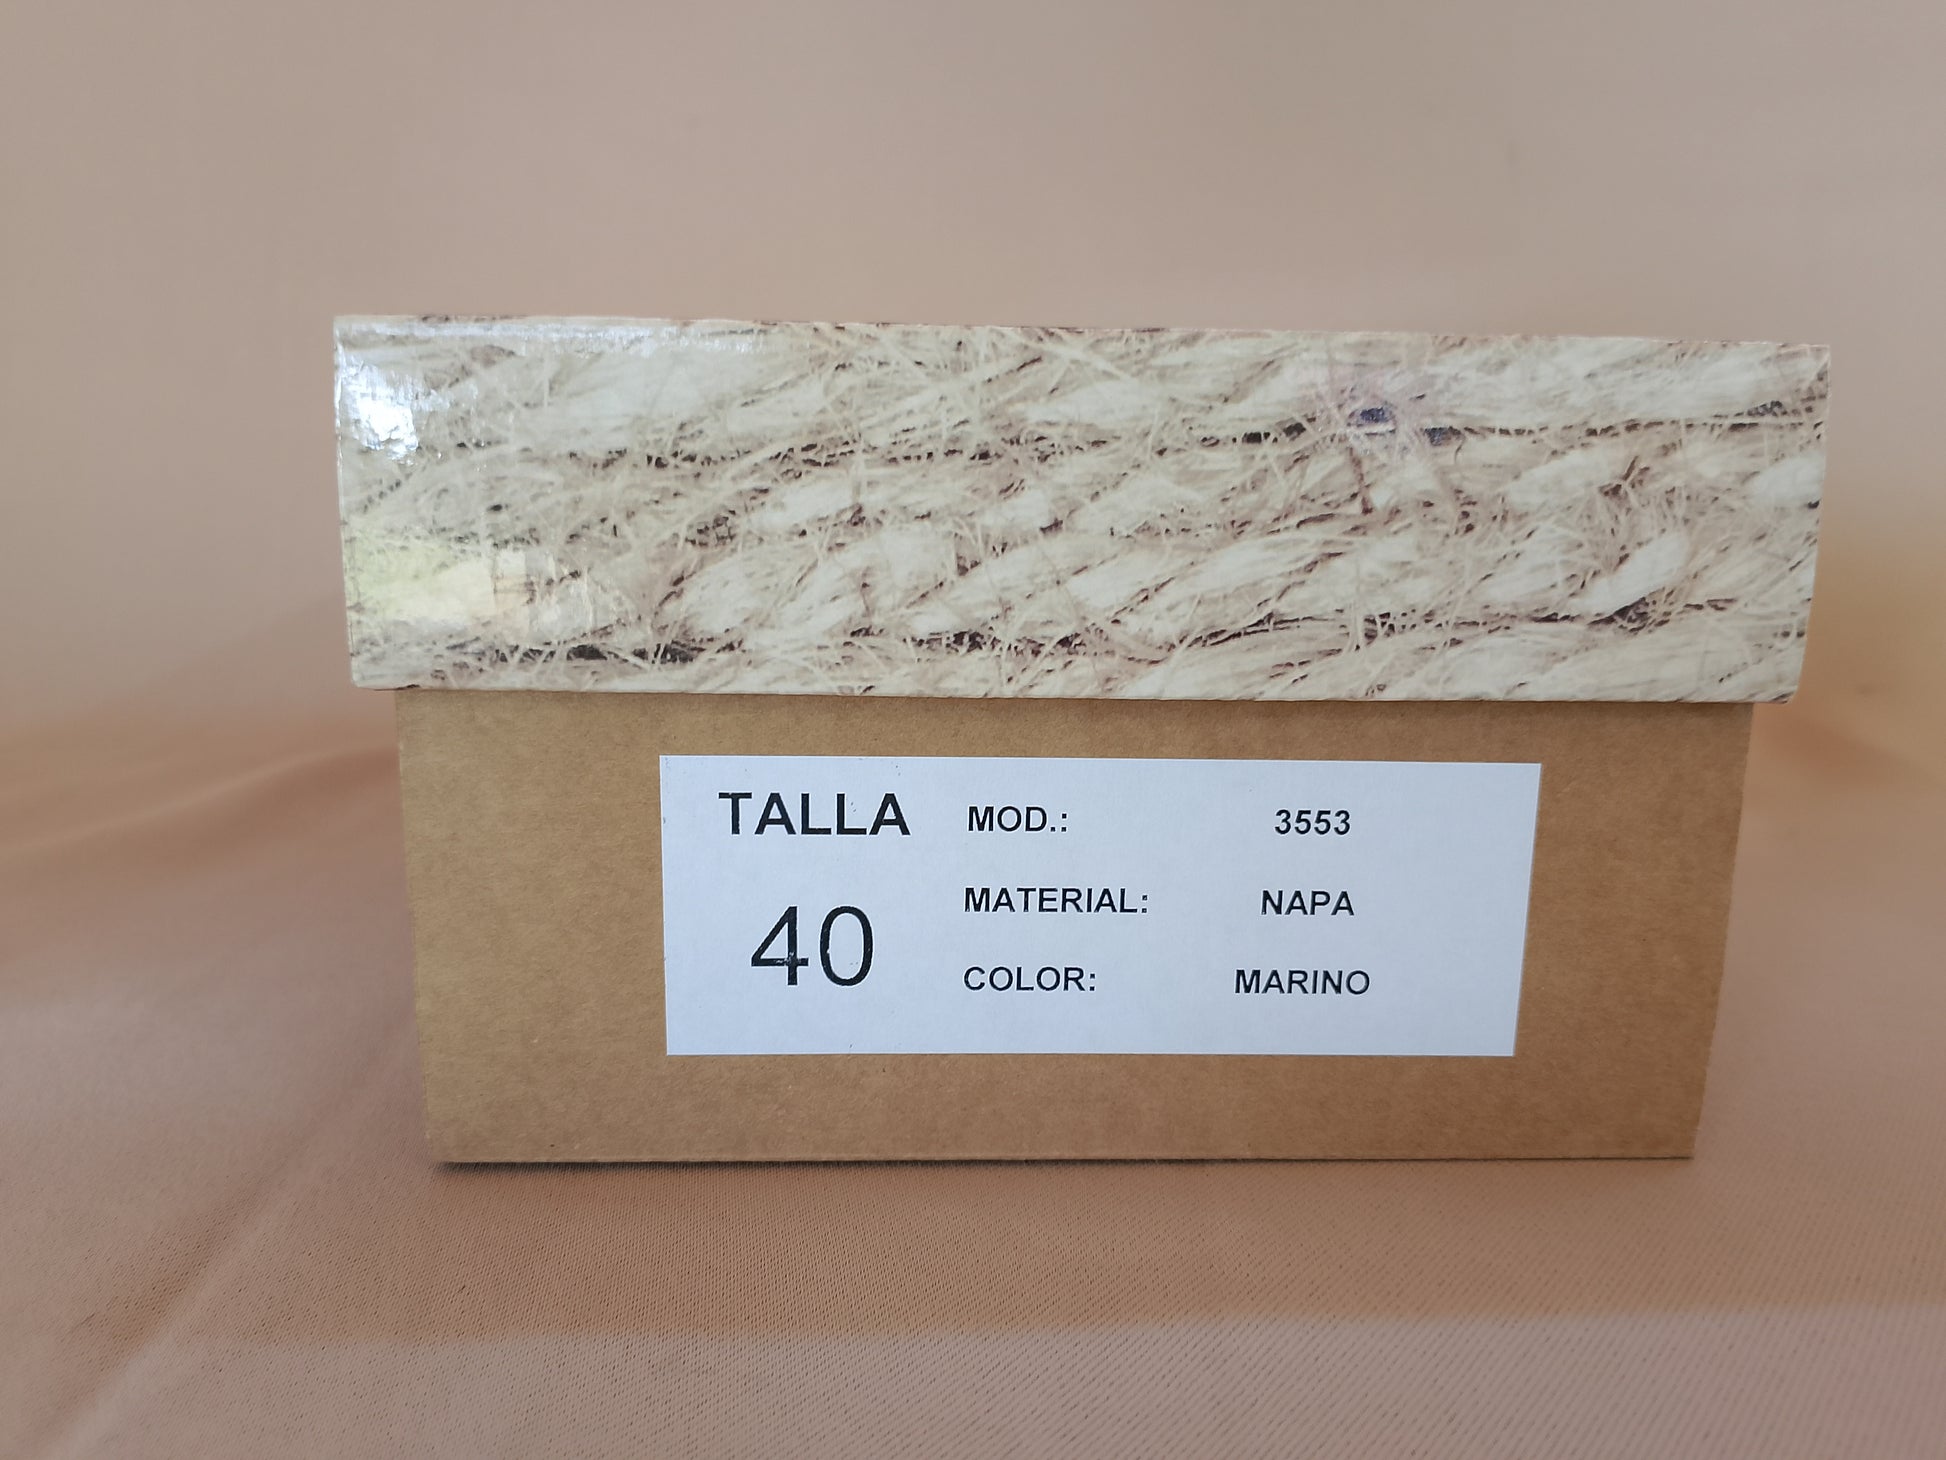 TALLA
40
MOD.: 3553
MATERIAL: NAPA
COLOR: MARINO